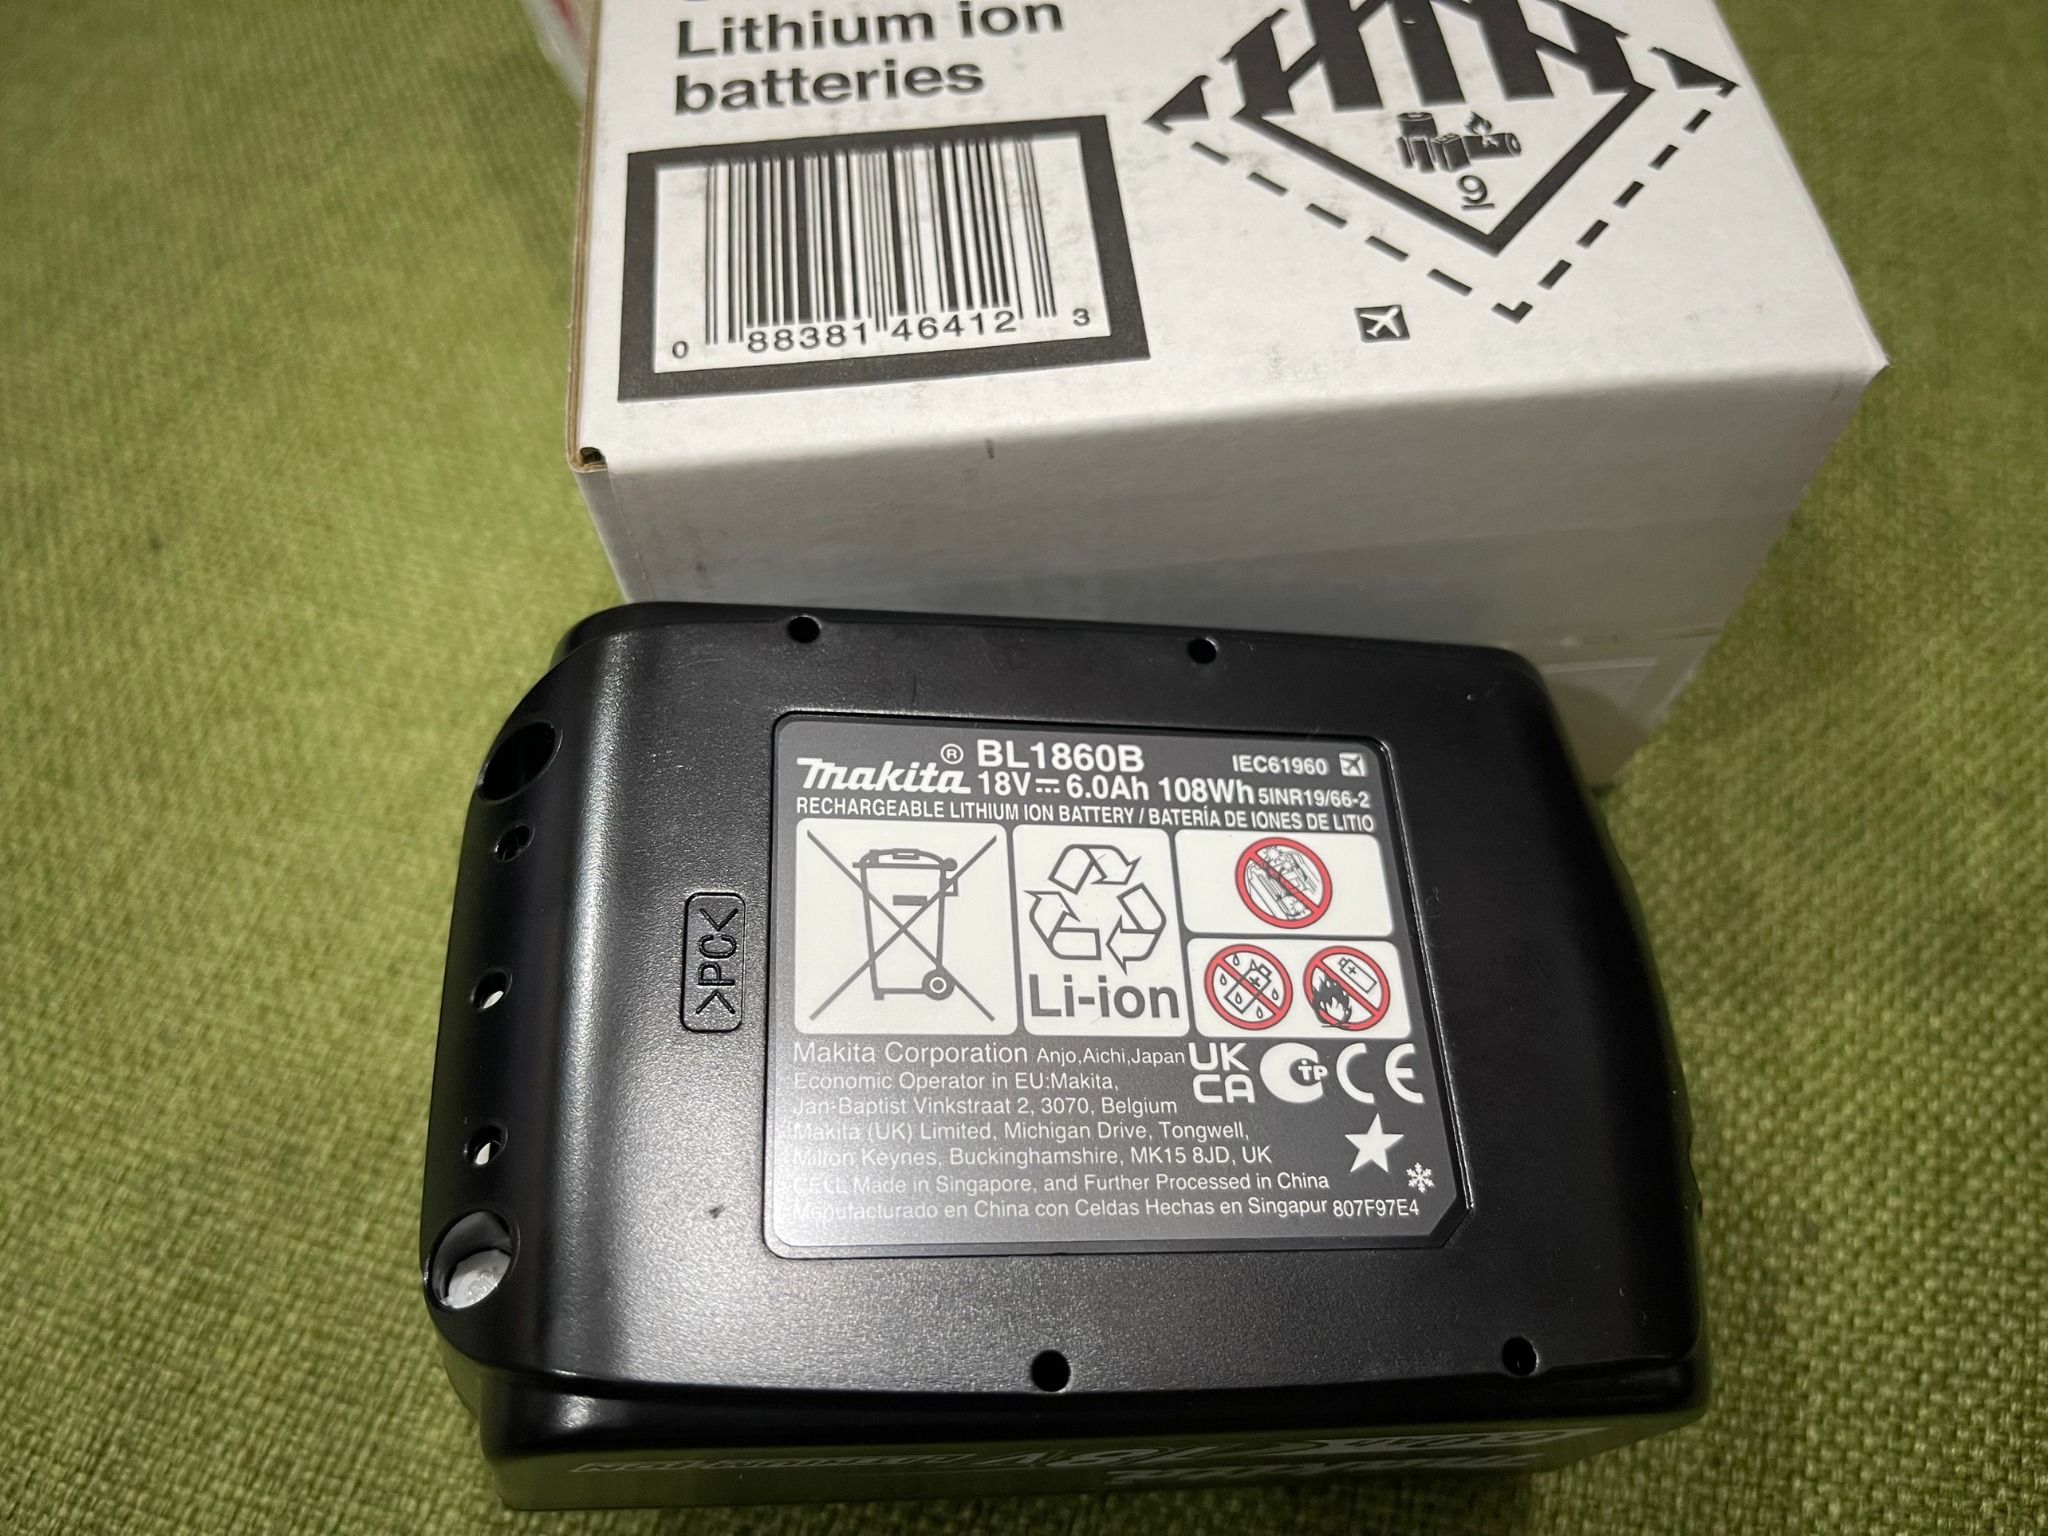 Lithium ion
batteries
9
0 88381 46412 3
makita® BL1860B IEC61960
18V⎓6.0Ah 108Wh 5INR19/66-2
RECHARGEABLE LITHIUM ION BATTERY / BATERÍA DE IONES DE LITIO
>PC<
Li-ion
Makita Corporation Anjo,Aichi,Japan
Economic Operator in EU:Makita,
Jan-Baptist Vinkstraat 2, 3070, Belgium
Makita (UK) Limited, Michigan Drive, Tongwell,
Milton Keynes, Buckinghamshire, MK15 8JD, UK
CELL Made in Singapore, and Further Processed in China
Manufacturado en China con Celdas Hechas en Singapur 807F97E4
UK
CA
TP
CE
18V